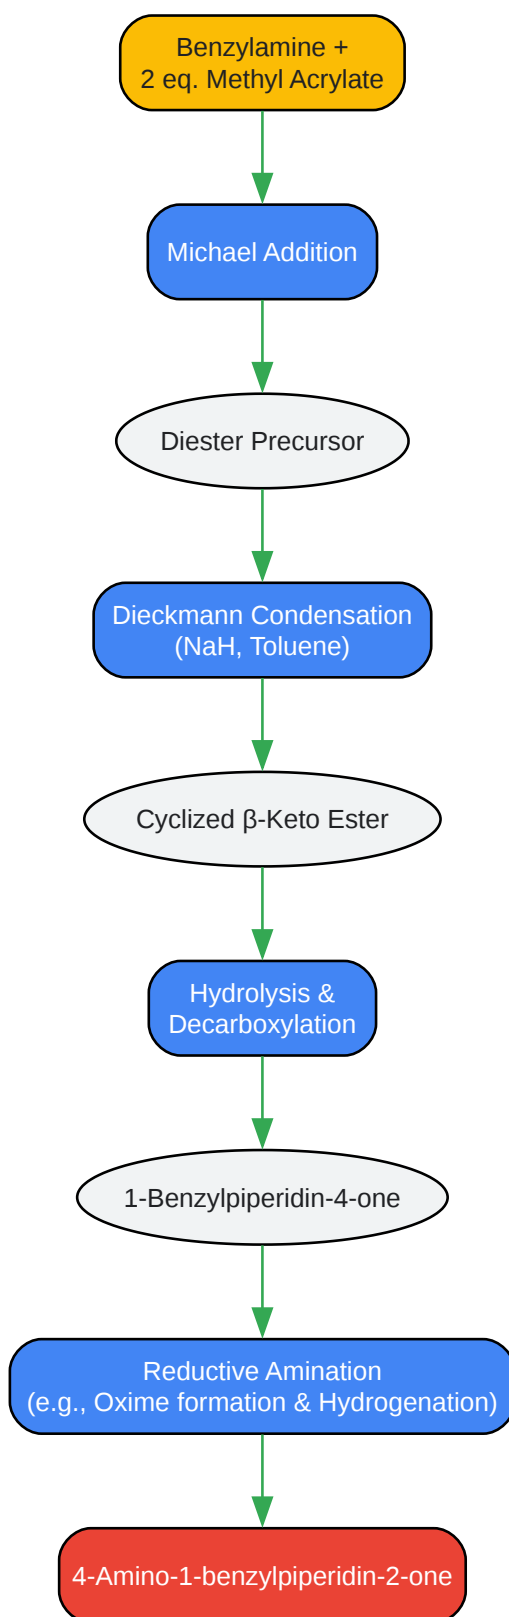 Benzylamine +
2 eq. Methyl Acrylate
Michael Addition
Diester Precursor
Dieckmann Condensation
(NaH, Toluene)
Cyclized β-Keto Ester
Hydrolysis &
Decarboxylation
1-Benzylpiperidin-4-one
Reductive Amination
(e.g., Oxime formation & Hydrogenation)
4-Amino-1-benzylpiperidin-2-one